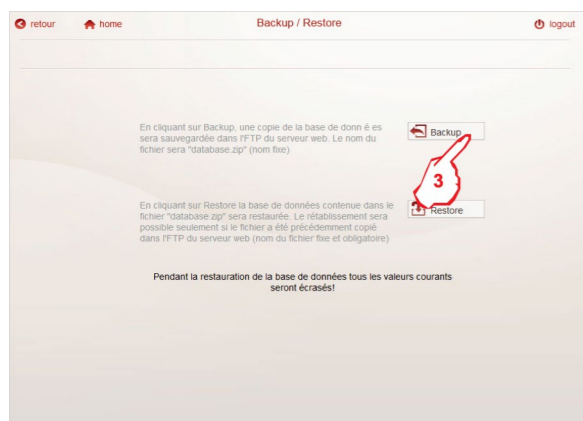 retour
home
Backup / Restore
logout
En cliquant sur Backup, une copie de la base de donn é es
sera sauvegardée dans l'FTP du serveur web. Le nom du
fichier sera "database.zip" (nom fixe)
Backup
3
En cliquant sur Restore la base de données contenue dans le
fichier "database.zip" sera restaurée. Le rétablissement sera
possible seulement si le fichier a été précédemment copié
dans l'FTP du serveur web (nom du fichier fixe et obligatoire)
Restore
Pendant la restauration de la base de données tous les valeurs courants
seront écrasés!